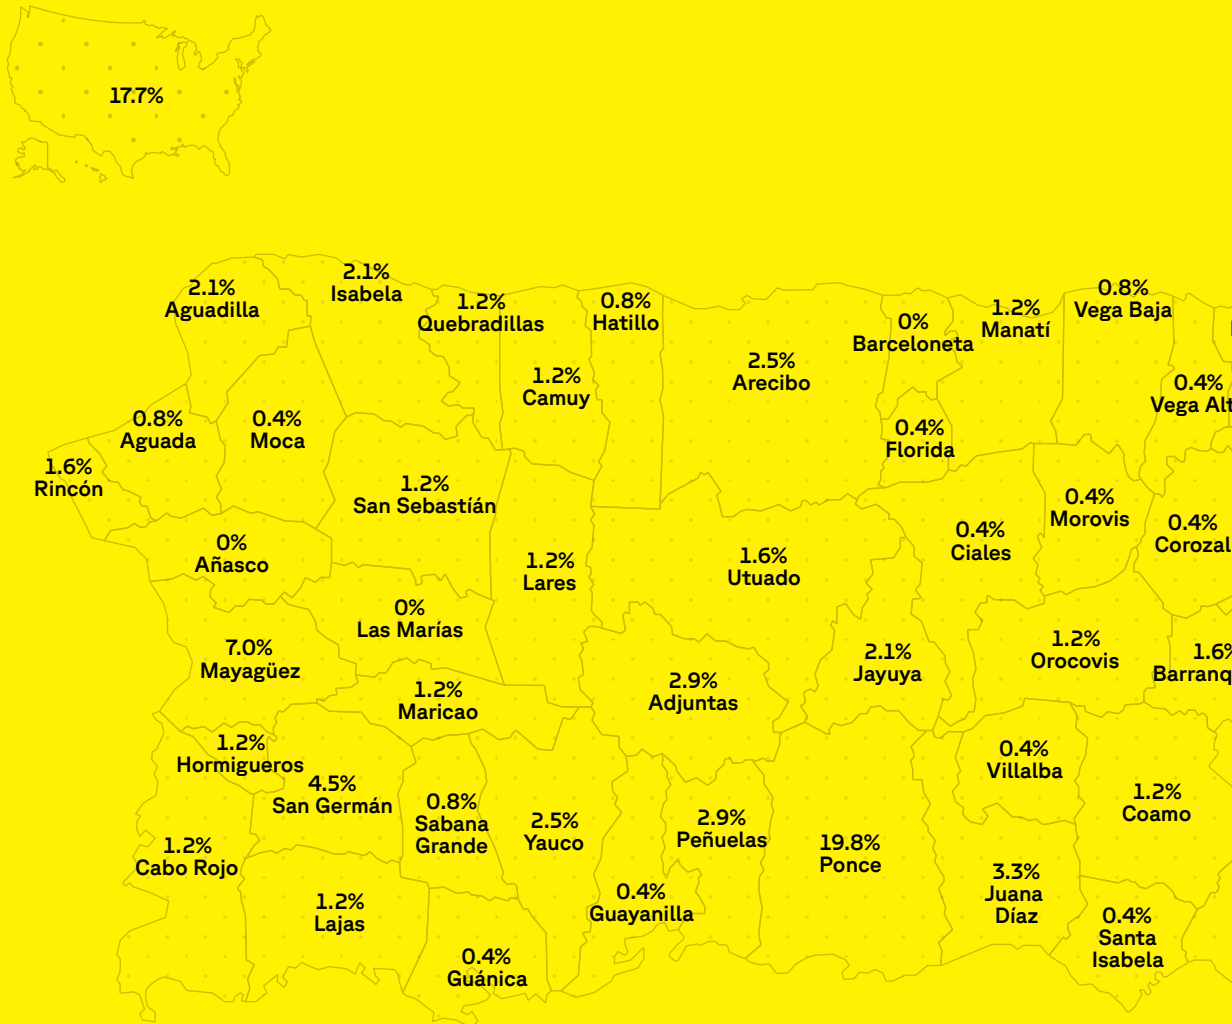 17.7%
2.1%
Aguadilla
2.1%
Isabela
1.2%
Quebradillas
0.8%
Hatillo
0%
Barceloneta
1.2%
Manatí
0.8%
Vega Baja
1.2%
Camuy
2.5%
Arecibo
0.4%
Vega Alt
0.8%
Aguada
0.4%
Moca
0.4%
Florida
1.6%
Rincón
1.2%
San Sebastíán
0.4%
Morovis
0.4%
Corozal
0%
Añasco
1.2%
Lares
1.6%
Utuado
0.4%
Ciales
0%
Las Marías
7.0%
Mayagüez
2.1%
Jayuya
1.2%
Orocovis
1.6%
Barranq
1.2%
Maricao
2.9%
Adjuntas
1.2%
Hormigueros
4.5%
San Germán
0.8%
Sabana
Grande
2.5%
Yauco
2.9%
Peñuelas
19.8%
Ponce
0.4%
Villalba
1.2%
Coamo
1.2%
Cabo Rojo
1.2%
Lajas
0.4%
Guayanilla
3.3%
Juana
Díaz
0.4%
Santa
Isabela
0.4%
Guánica